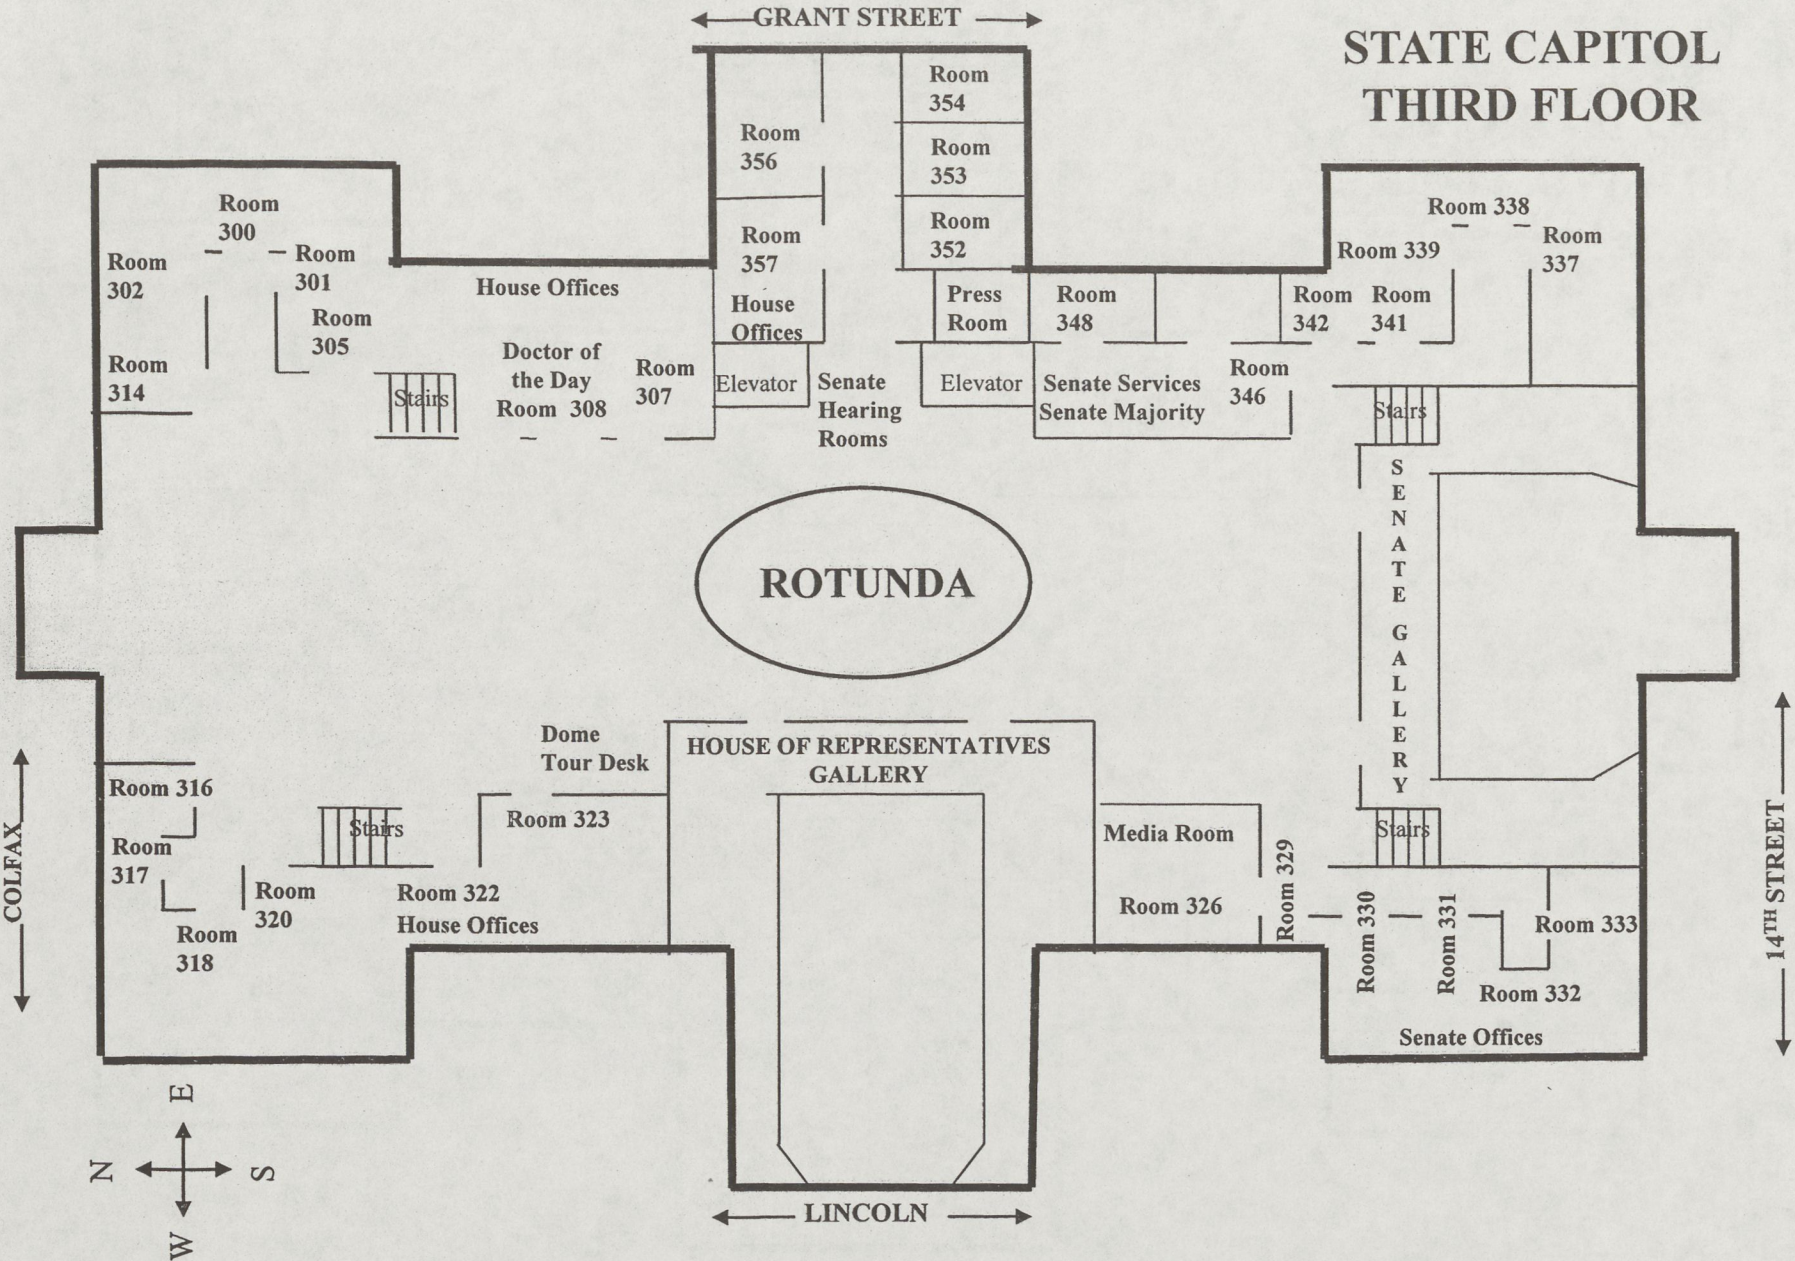 GRANT STREET
STATE CAPITOL
THIRD FLOOR
Room
354
Room
356
Room
353
Room
352
Room
357
House
Offices
Press
Room
Room
348
Room
300
Room
302
Room
301
Room
305
Room
314
House Offices
Stairs
Doctor of
the Day
Room 308
Room
307
Elevator
Senate
Hearing
Rooms
Elevator
Senate Services
Senate Majority
Room
346
Room
342
Room
341
Room 339
Room 338
Room
337
Stairs
SENATE GALLERY
ROTUNDA
Dome
Tour Desk
HOUSE OF REPRESENTATIVES
GALLERY
Room 316
Room
317
Room
318
Room
320
Stairs
Room 322
House Offices
Room 323
Media Room
Room 326
Room 329
Stairs
Room 330
Room 331
Room 333
Room 332
Senate Offices
COLFAX
14TH STREET
E
N
S
W
LINCOLN